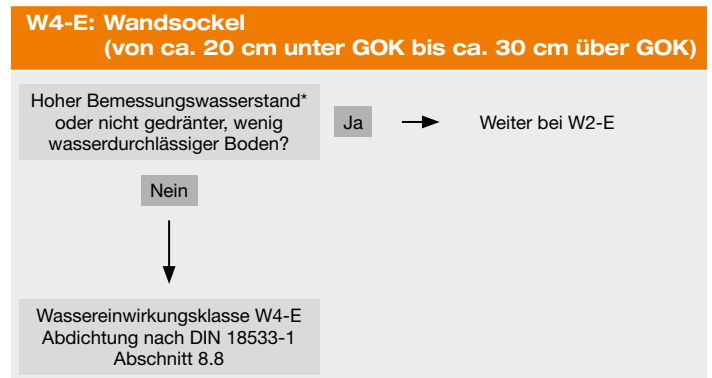 W4-E: Wandsockel
(von ca. 20 cm unter GOK bis ca. 30 cm über GOK)
Hoher Bemessungswasserstand*
oder nicht gedränter, wenig
wasserdurchlässiger Boden?
Ja
Weiter bei W2-E
Nein
Wassereinwirkungsklasse W4-E
Abdichtung nach DIN 18533-1
Abschnitt 8.8